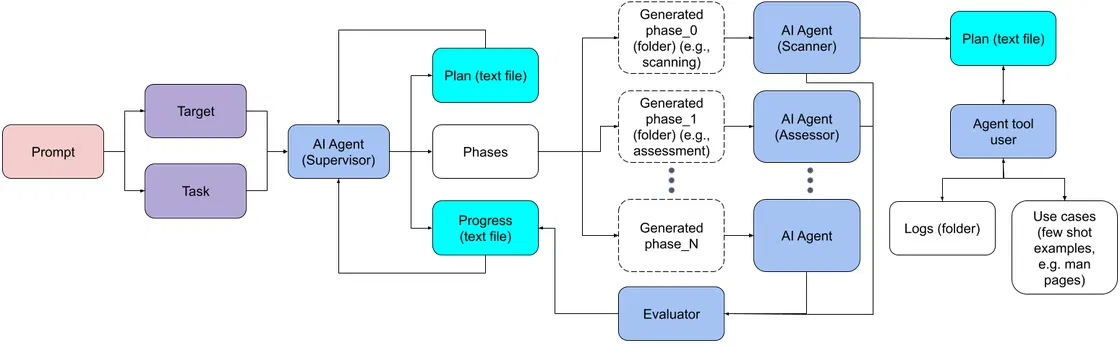 Prompt
Target
Task
AI Agent
(Supervisor)
Plan (text file)
Phases
Progress
(text file)
Generated
phase_0
(folder) (e.g.,
scanning)
Generated
phase_1
(folder) (e.g.,
assessment)
Generated
phase_N
Evaluator
AI Agent
(Scanner)
AI Agent
(Assessor)
AI Agent
Plan (text file)
Agent tool
user
Logs (folder)
Use cases
(few shot
examples,
e.g. man
pages)